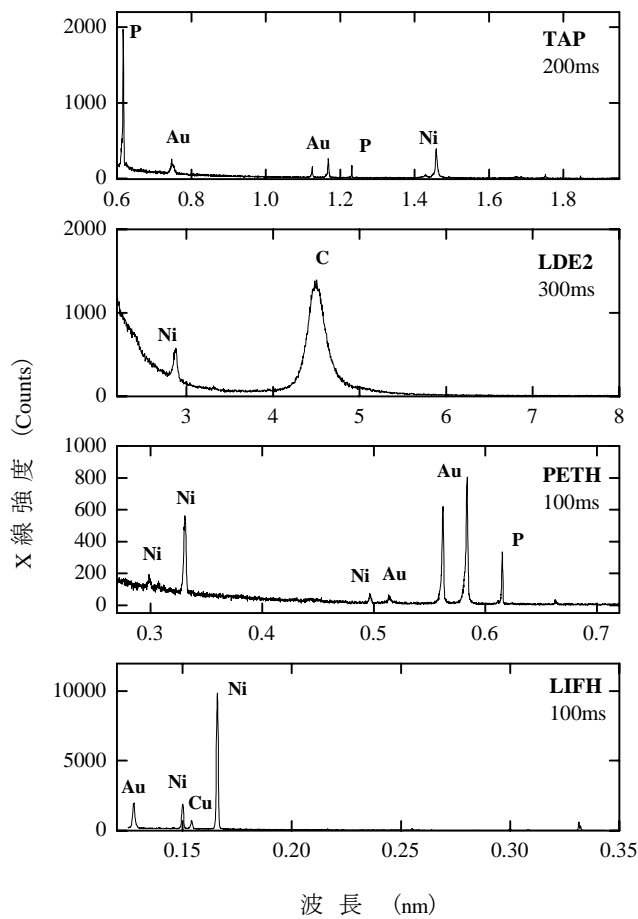 2000
P
TAP
200ms
1000
Au
Au
P
Ni
0
0.6
0.8
1.0
1.2
1.4
1.6
1.8
2000
C
LDE2
300ms
1000
Ni
0
3
4
5
6
7
8
1000
Au
PETH
100ms
800
600
Ni
P
400
Ni
Ni
Au
200
0
0.3
0.4
0.5
0.6
0.7
Ni
LIFH
100ms
10000
5000
Au
Ni
Cu
0
0.15
0.20
0.25
0.30
0.35
X 線 強 度 (Counts)
波 長 (nm)